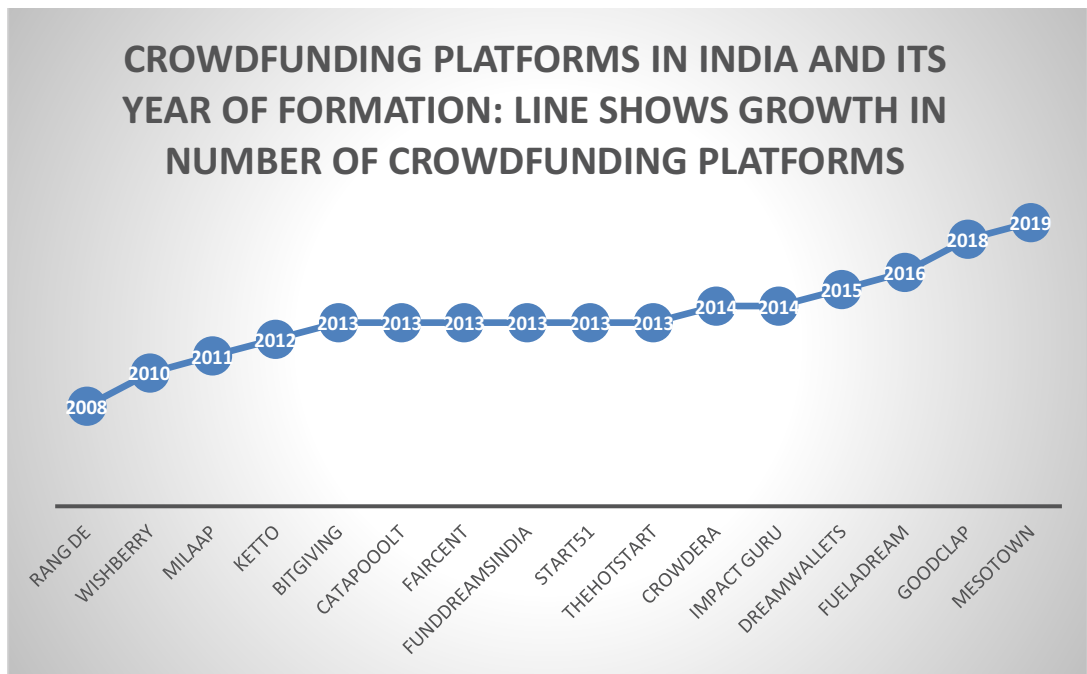 CROWDFUNDING PLATFORMS IN INDIA AND ITS
YEAR OF FORMATION: LINE SHOWS GROWTH IN
NUMBER OF CROWDFUNDING PLATFORMS
2008
2010
2011
2012
2013
2013
2013
2013
2013
2013
2014
2014
2015
2016
2018
2019
RANG DE
WISHBERRY
MILAAP
KETTO
BITGIVING
CATAPOOLT
FAIRCENT
FUNDDREAMSINDIA
START51
THEHOTSTART
CROWDERA
IMPACT GURU
DREAMWALLETS
FUELADREAM
GOODCLAP
MESOTOWN